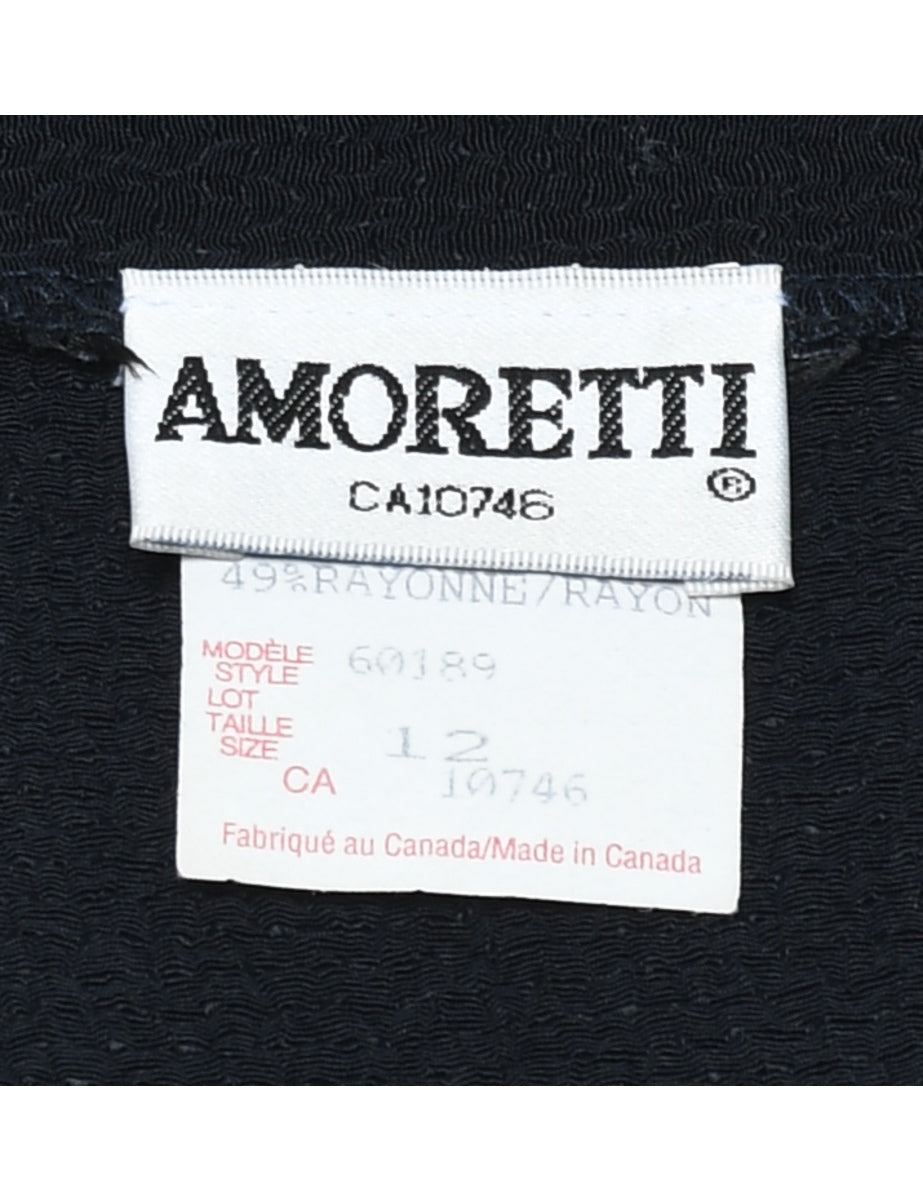 AMORETTI
CA10746 ®
49%RAYONNE/RAYON
MODÈLE
STYLE 60189
LOT
TAILLE
SIZE 12
CA 10746
Fabriqué au Canada/Made in Canada